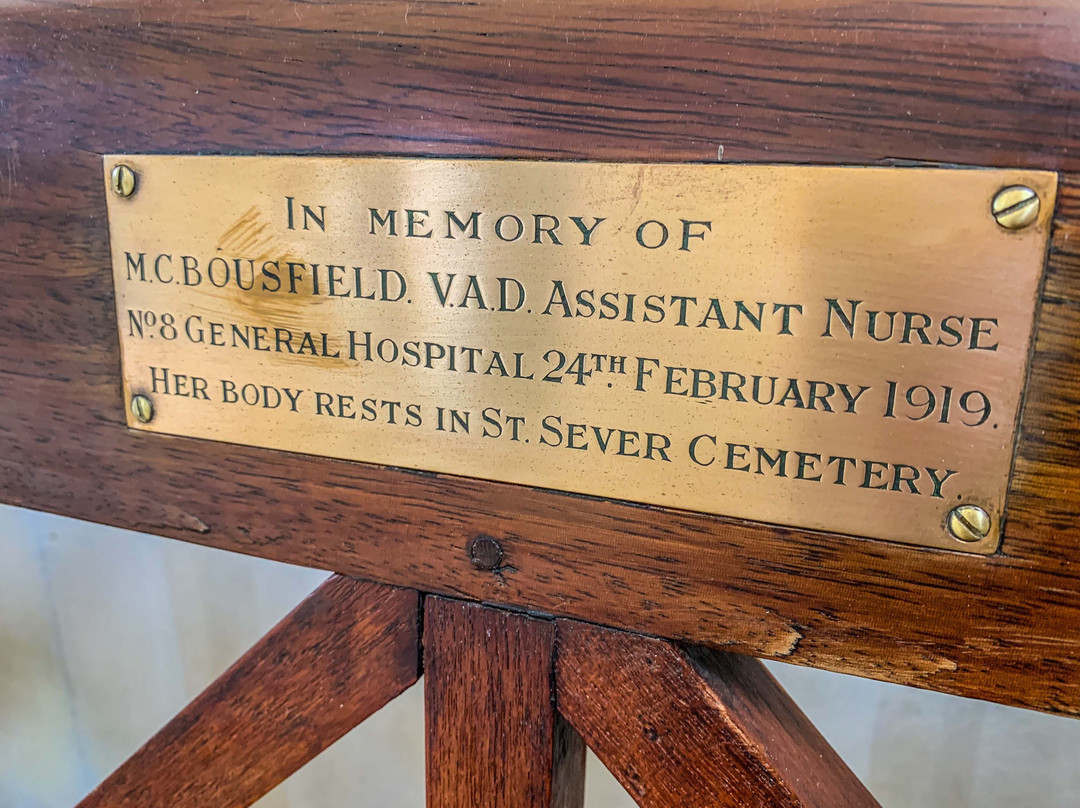 In memory of
M.C.Bousfield. V.A.D. Assistant Nurse
No8 General Hospital 24TH. February 1919.
Her body rests in St. Sever Cemetery.